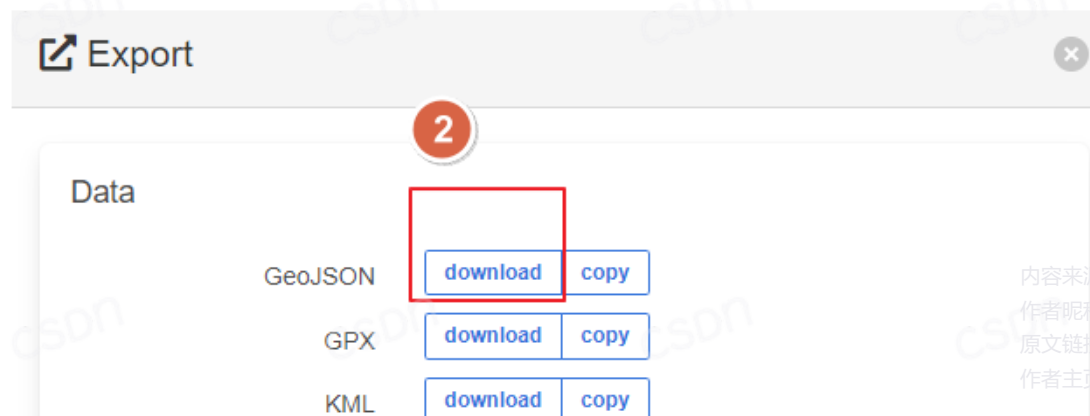 Export
2
Data
GeoJSON download copy
GPX download copy
KML download copy
CSDN
内容来
作者昵
原文链
作者主